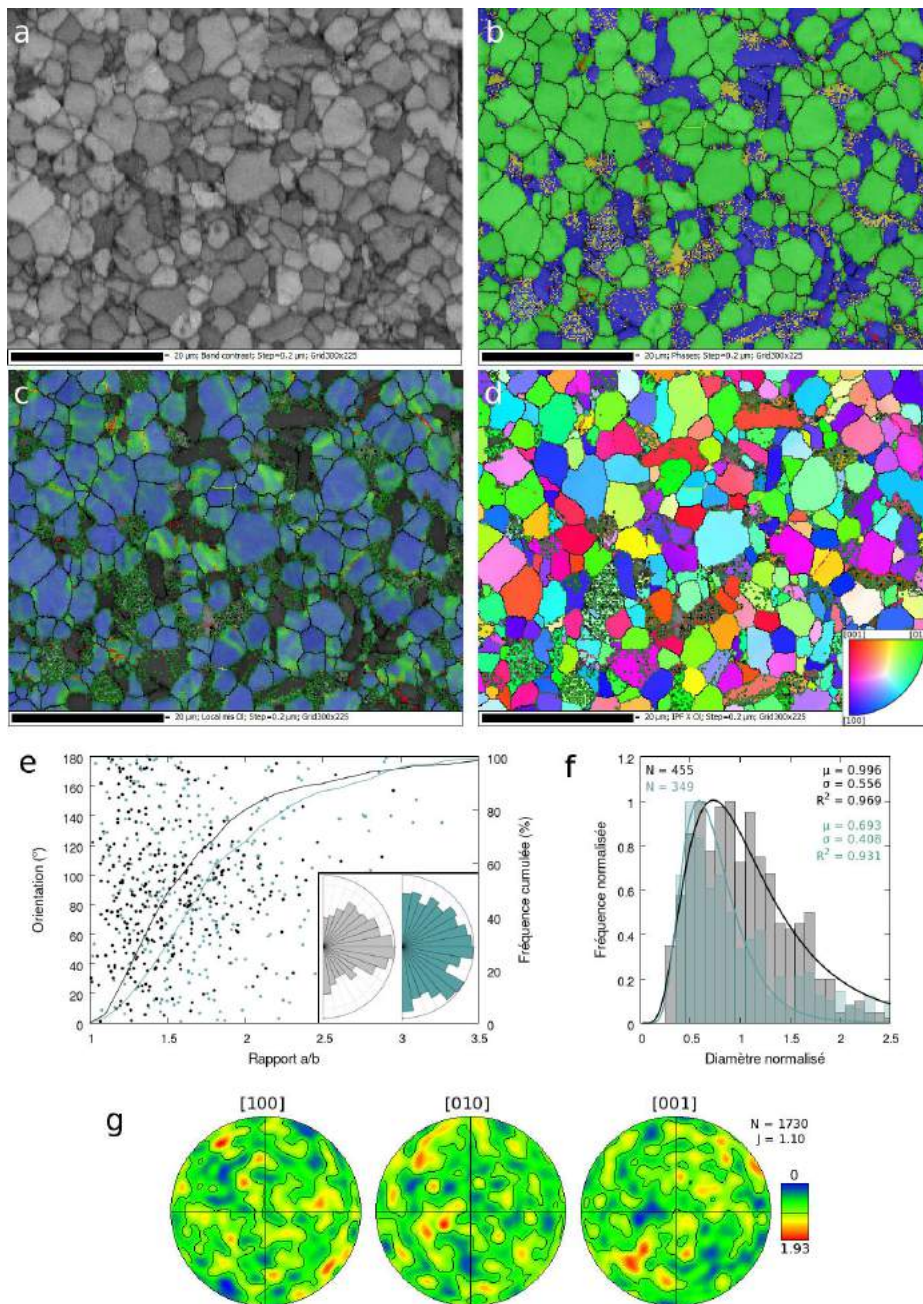 a
b
20 µm; Band contrast; Step=0.2 µm; Grid300x225
20 µm; Phases; Step=0.2 µm; Grid300x225
c
d
20 µm; Local mis Ol; Step=0.2 µm; Grid300x225
20 µm; IPF X Ol; Step=0.2 µm; Grid300x225
[001]
[100]
e
Orientation (°)
180
160
140
120
100
80
60
40
20
0
1
1.5
2
2.5
3
3.5
Rapport a/b
100
80
60
40
20
0
Fréquence cumulée (%)
f
N = 455
N = 349
µ = 0.996
σ = 0.556
R² = 0.969
µ = 0.693
σ = 0.408
R² = 0.931
Fréquence normalisée
1.2
1
0.8
0.6
0.4
0.2
0
0
0.5
1
1.5
2
2.5
Diamètre normalisé
g
[100]
[010]
[001]
N = 1730
J = 1.10
0
1.93